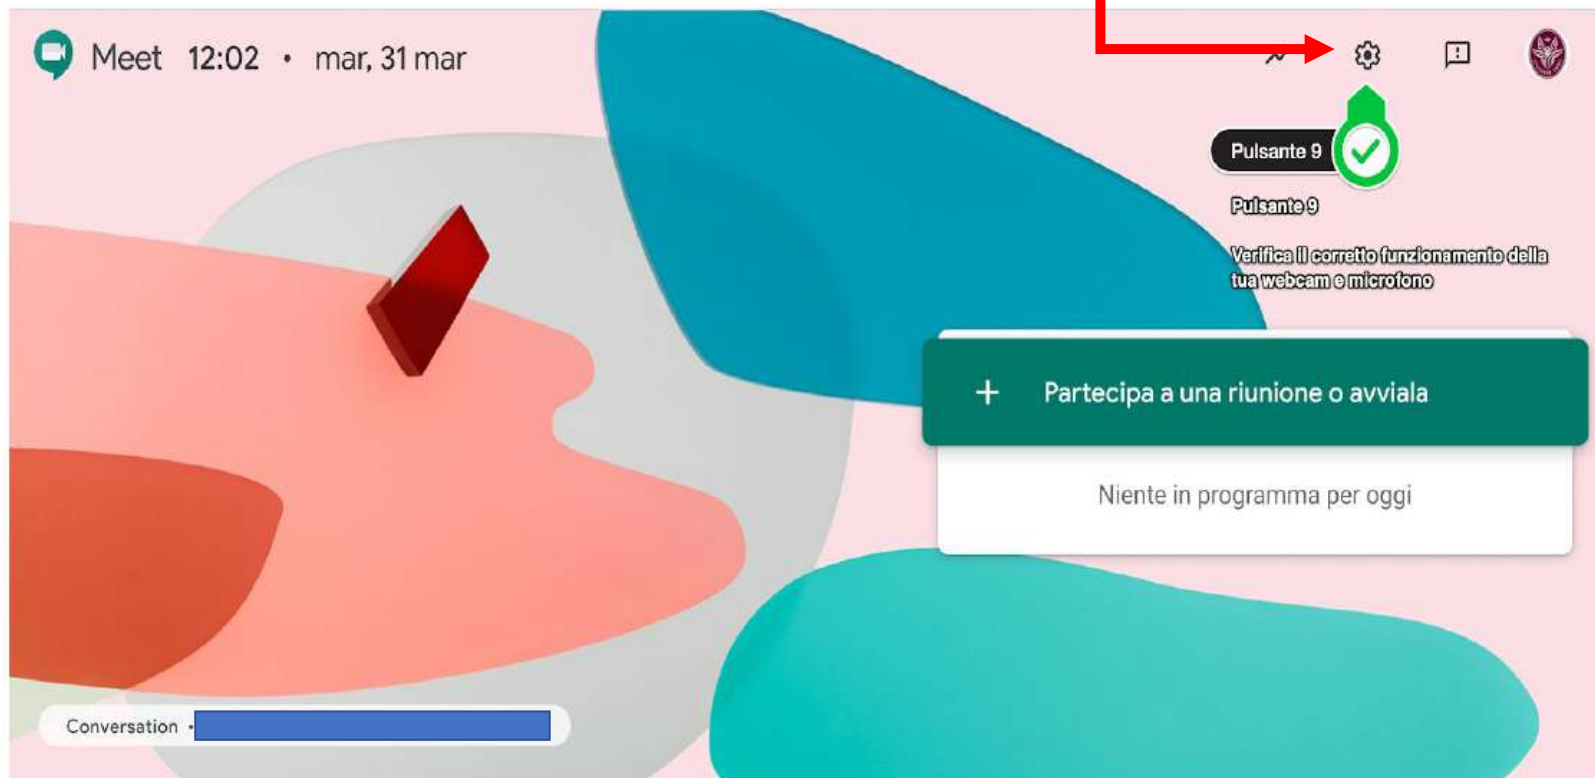 Meet 12:02 • mar, 31 mar
Pulsante 9
Pulsante 9
Verifica il corretto funzionamento della
tua webcam e microfono
+ Partecipa a una riunione o avviala
Niente in programma per oggi
Conversation •